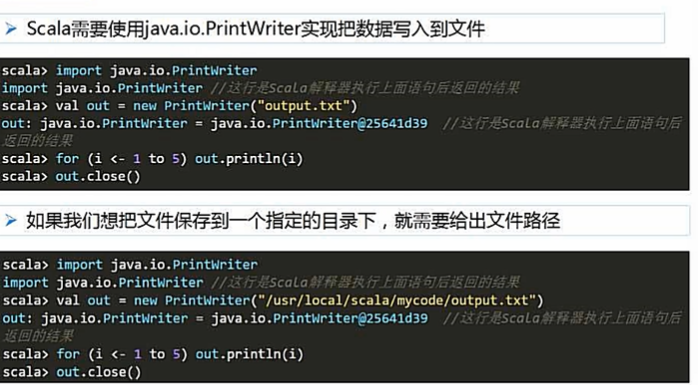 Scala需要使用java.io.PrintWriter实现把数据写入到文件
scala> import java.io.PrintWriter
import java.io.PrintWriter //这行是Scala解释器执行上面语句后返回的结果
scala> val out = new PrintWriter("output.txt")
out: java.io.PrintWriter = java.io.PrintWriter@25641d39  //这行是Scala解释器执行上面语句后
返回的结果
scala> for (i <- 1 to 5) out.println(i)
scala> out.close()
如果我们想把文件保存到一个指定的目录下，就需要给出文件路径
scala> import java.io.PrintWriter
import java.io.PrintWriter //这行是Scala解释器执行上面语句后返回的结果
scala> val out = new PrintWriter("/usr/local/scala/mycode/output.txt")
out: java.io.PrintWriter = java.io.PrintWriter@25641d39  //这行是Scala解释器执行上面语句后
返回的结果
scala> for (i <- 1 to 5) out.println(i)
scala> out.close()